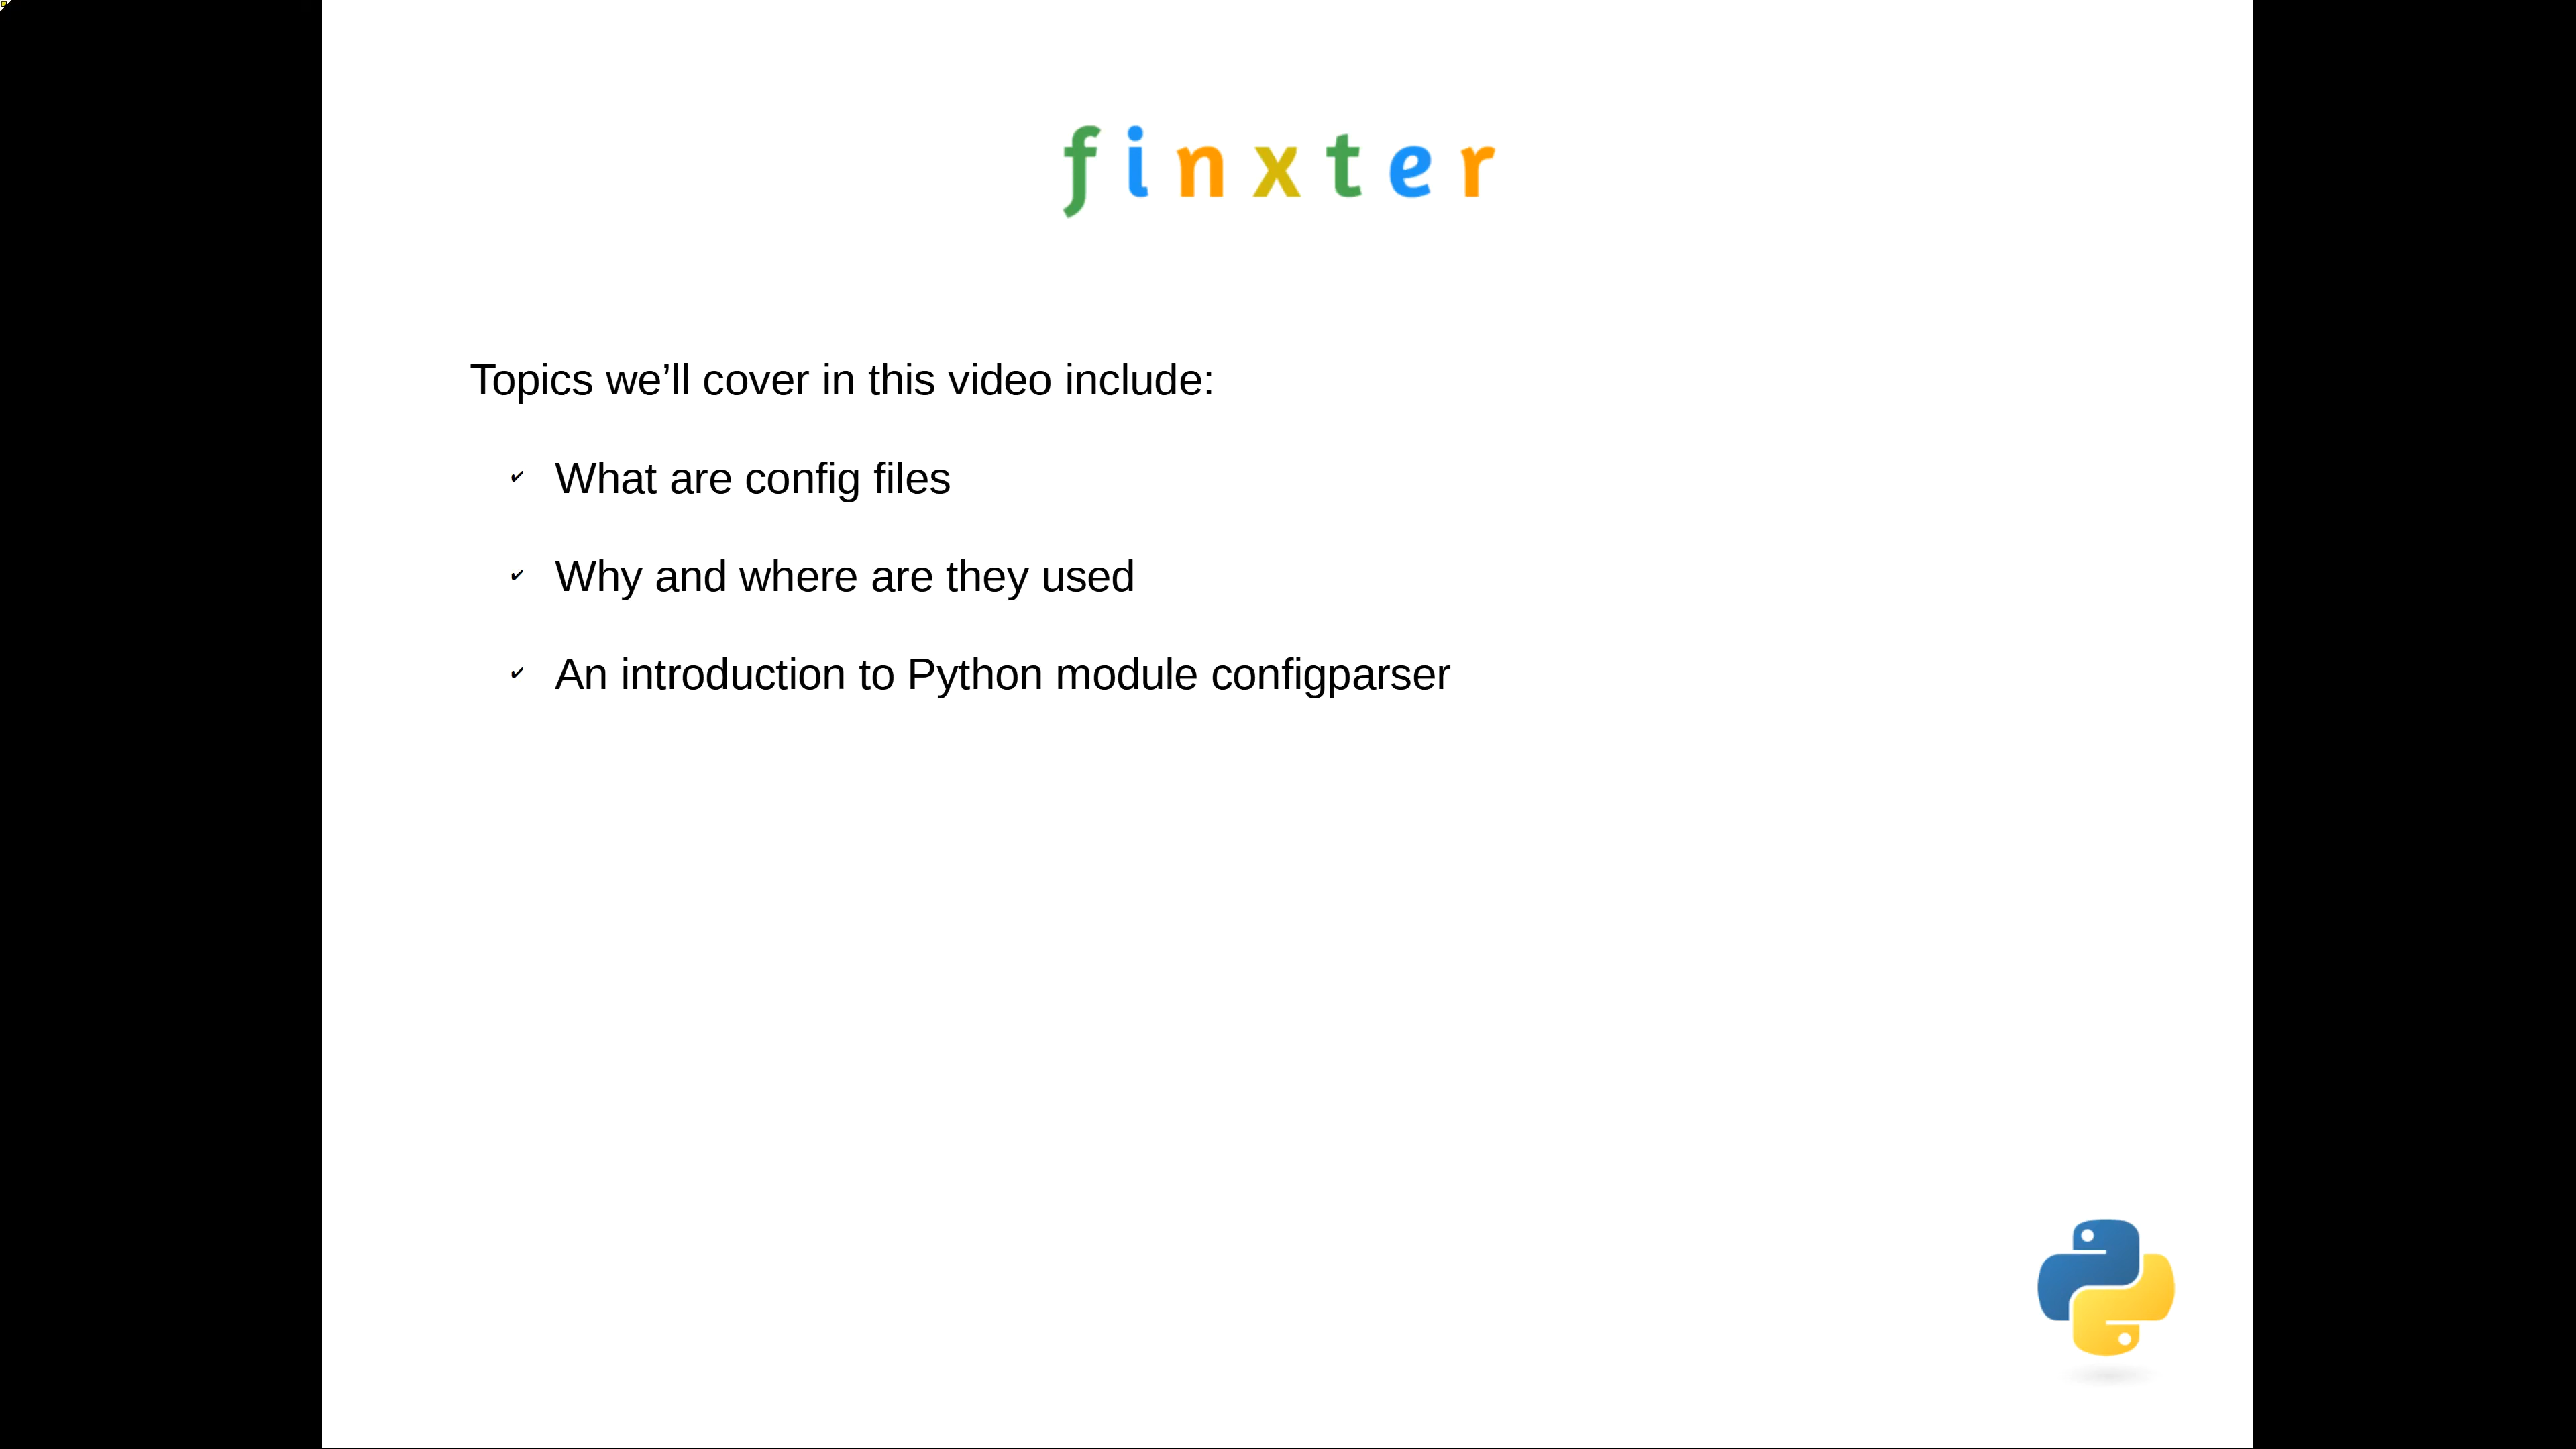 finxter
Topics we’ll cover in this video include:
✔ What are config files
✔ Why and where are they used
✔ An introduction to Python module configparser